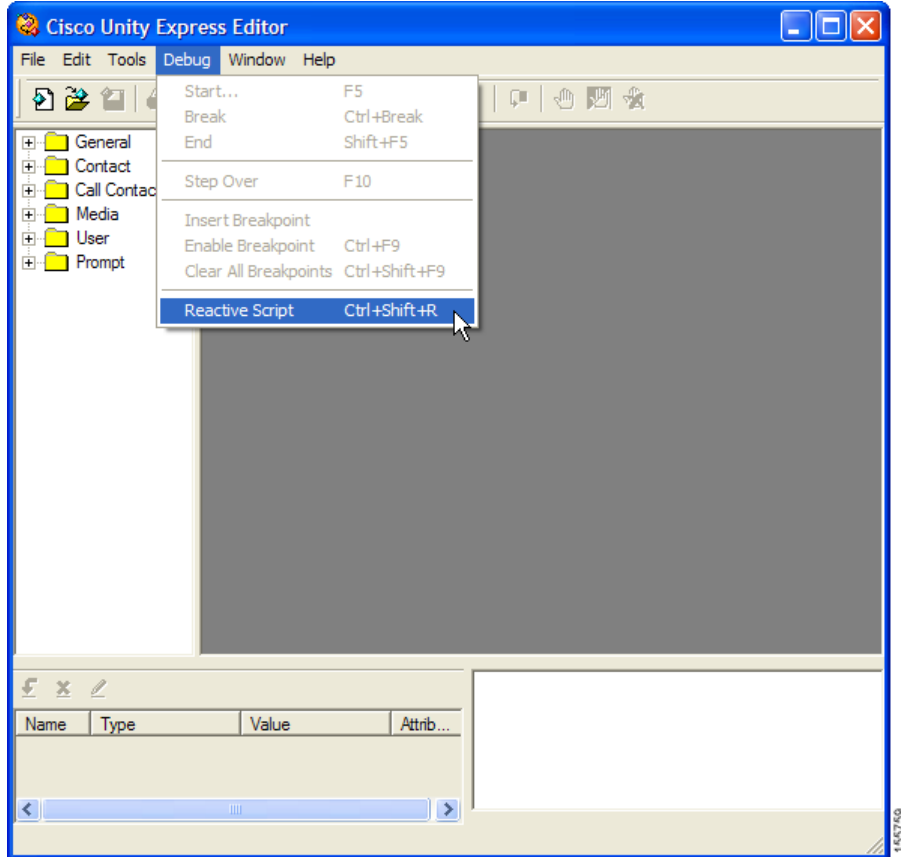 Cisco Unity Express Editor
File Edit Tools Debug Window Help
Start... F5
Break Ctrl+Break
End Shift+F5
Step Over F10
Insert Breakpoint
Enable Breakpoint Ctrl+F9
Clear All Breakpoints Ctrl+Shift+F9
Reactive Script Ctrl+Shift+R
General
Contact
Call Contac
Media
User
Prompt
Name Type Value Attrib...
155759